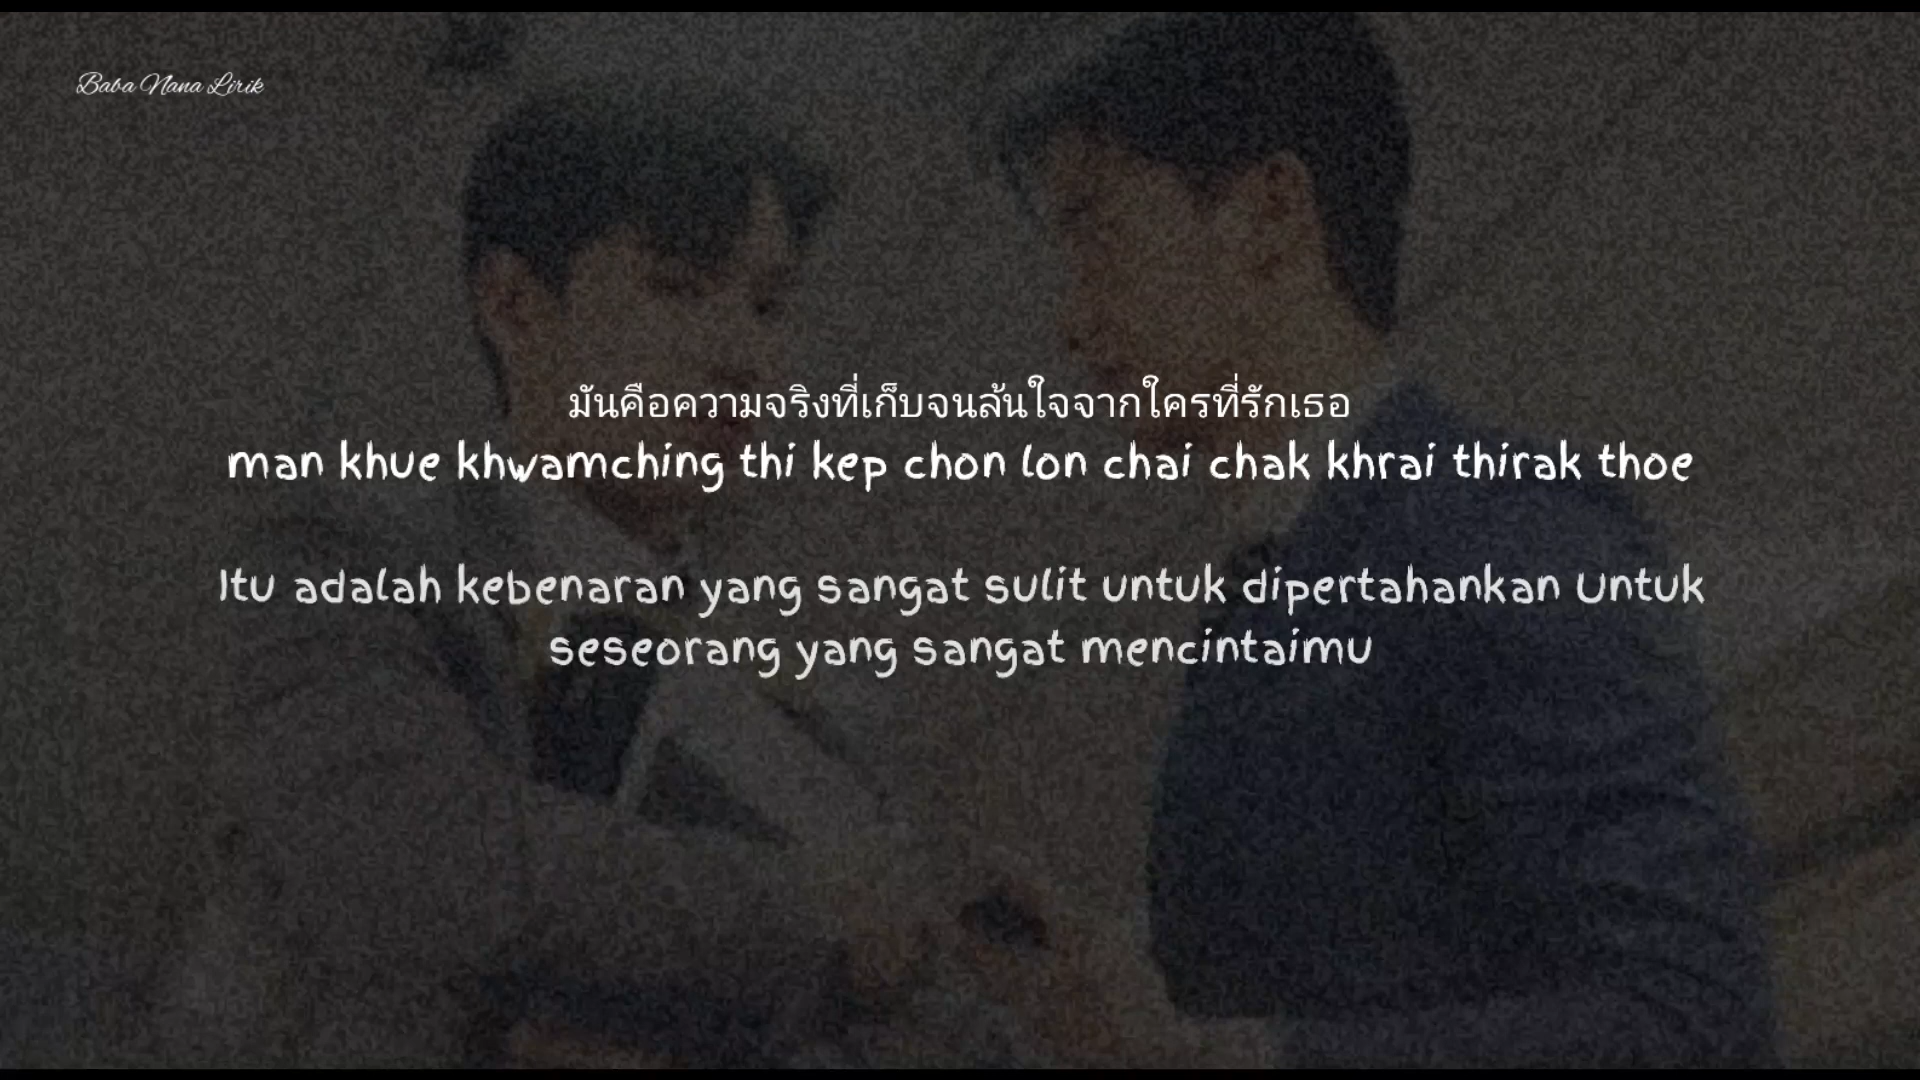 Baba Nana Lirik
มันคือความจริงที่เก็บจนล้นใจจากใครที่รักเธอ
man khue khwamching thi kep chon lon chai chak khrai thirak thoe
Itu adalah kebenaran yang sangat sulit untuk dipertahankan untuk
seseorang yang sangat mencintaimu